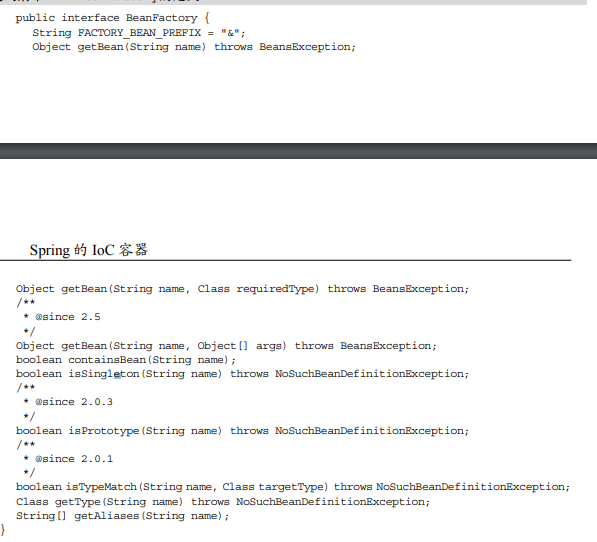 public interface BeanFactory {
String FACTORY_BEAN_PREFIX = "&";
Object getBean(String name) throws BeansException;
Spring 的 IoC 容器
Object getBean(String name, Class requiredType) throws BeansException;
/**
* @since 2.5
*/
Object getBean(String name, Object[] args) throws BeansException;
boolean containsBean(String name);
boolean isSingleton(String name) throws NoSuchBeanDefinitionException;
/**
* @since 2.0.3
*/
boolean isPrototype(String name) throws NoSuchBeanDefinitionException;
/**
* @since 2.0.1
*/
boolean isTypeMatch(String name, Class targetType) throws NoSuchBeanDefinitionException;
Class getType(String name) throws NoSuchBeanDefinitionException;
String[] getAliases(String name);
}